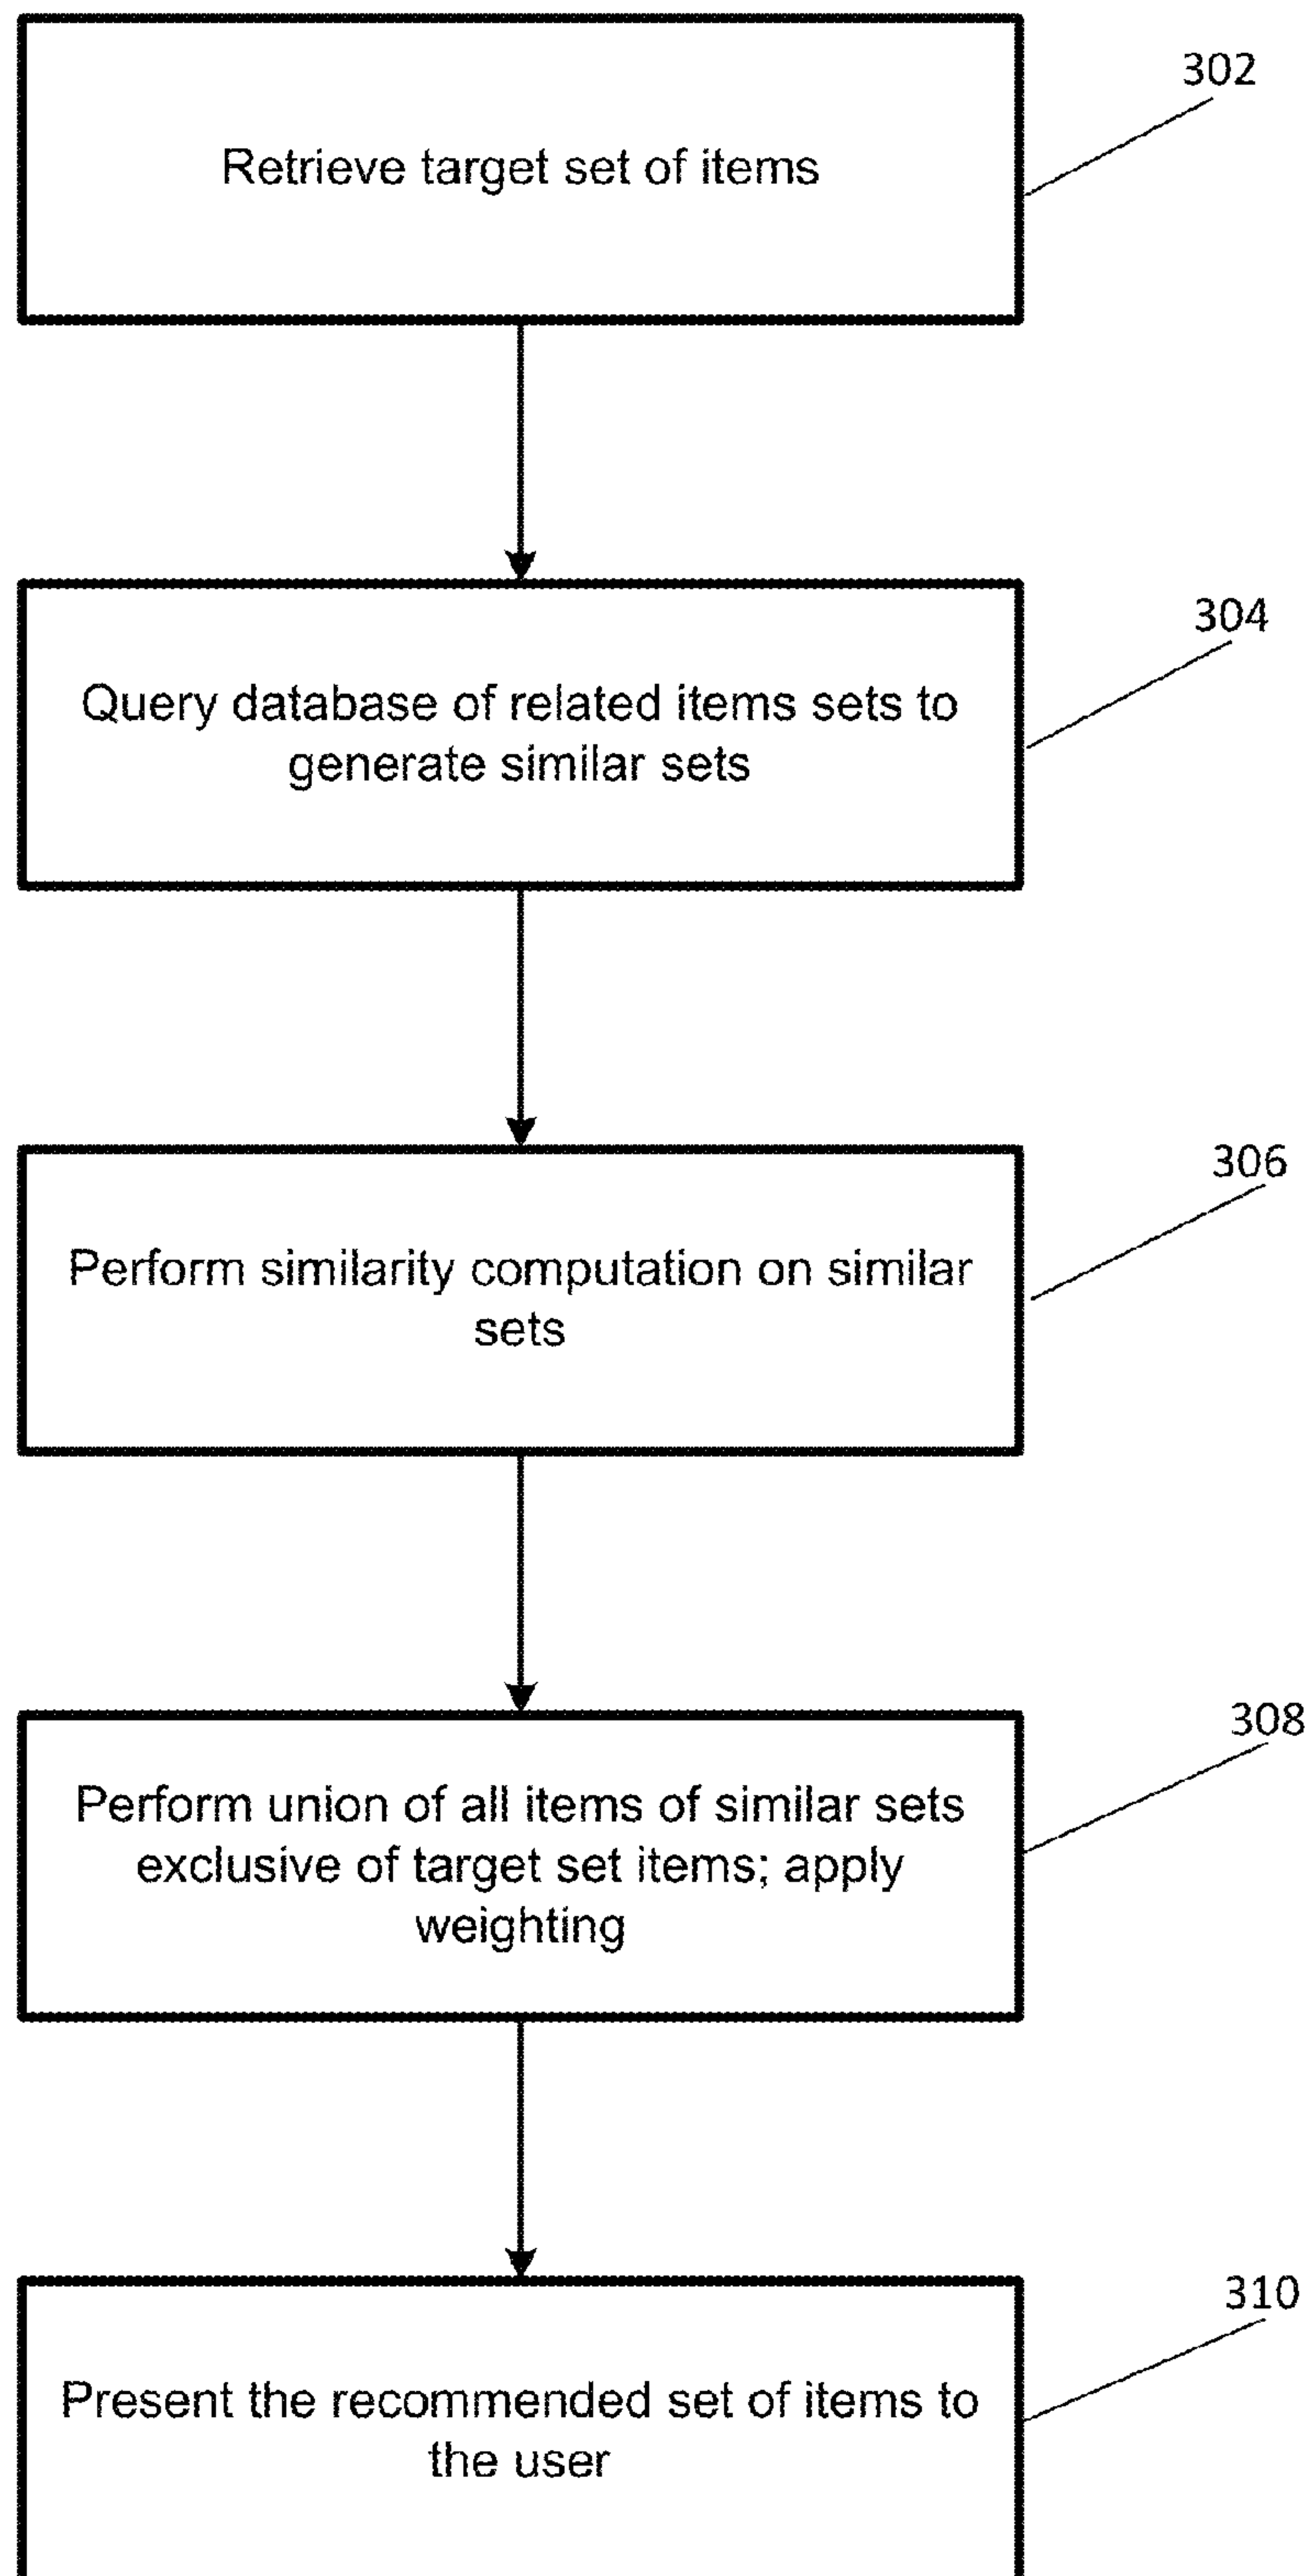 302
Retrieve target set of items
304
Query database of related items sets to
generate similar sets
306
Perform similarity computation on similar
sets
308
Perform union of all items of similar sets
exclusive of target set items; apply
weighting
310
Present the recommended set of items to
the user